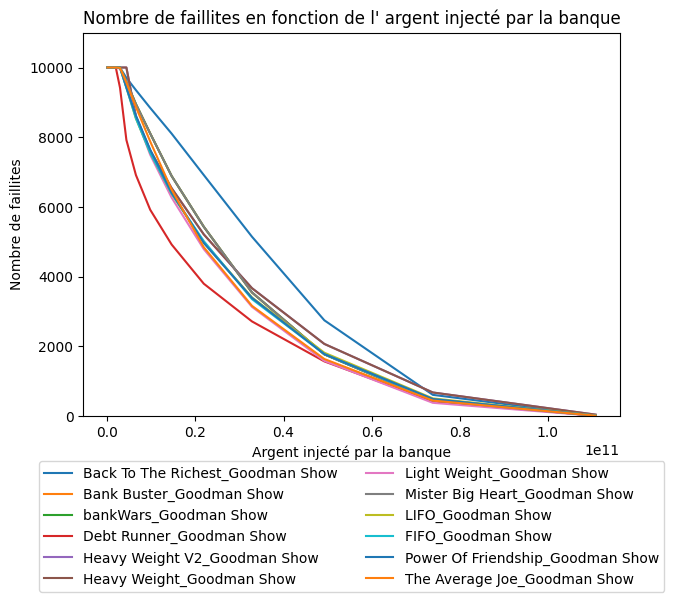 Nombre de faillites en fonction de l' argent injecté par la banque
Nombre de faillites
10000
8000
6000
4000
2000
0
0.0 0.2 0.4 0.6 0.8 1.0
1e11
Argent injecté par la banque
Back To The Richest_Goodman Show
Bank Buster_Goodman Show
bankWars_Goodman Show
Debt Runner_Goodman Show
Heavy Weight V2_Goodman Show
Heavy Weight_Goodman Show
Light Weight_Goodman Show
Mister Big Heart_Goodman Show
LIFO_Goodman Show
FIFO_Goodman Show
Power Of Friendship_Goodman Show
The Average Joe_Goodman Show